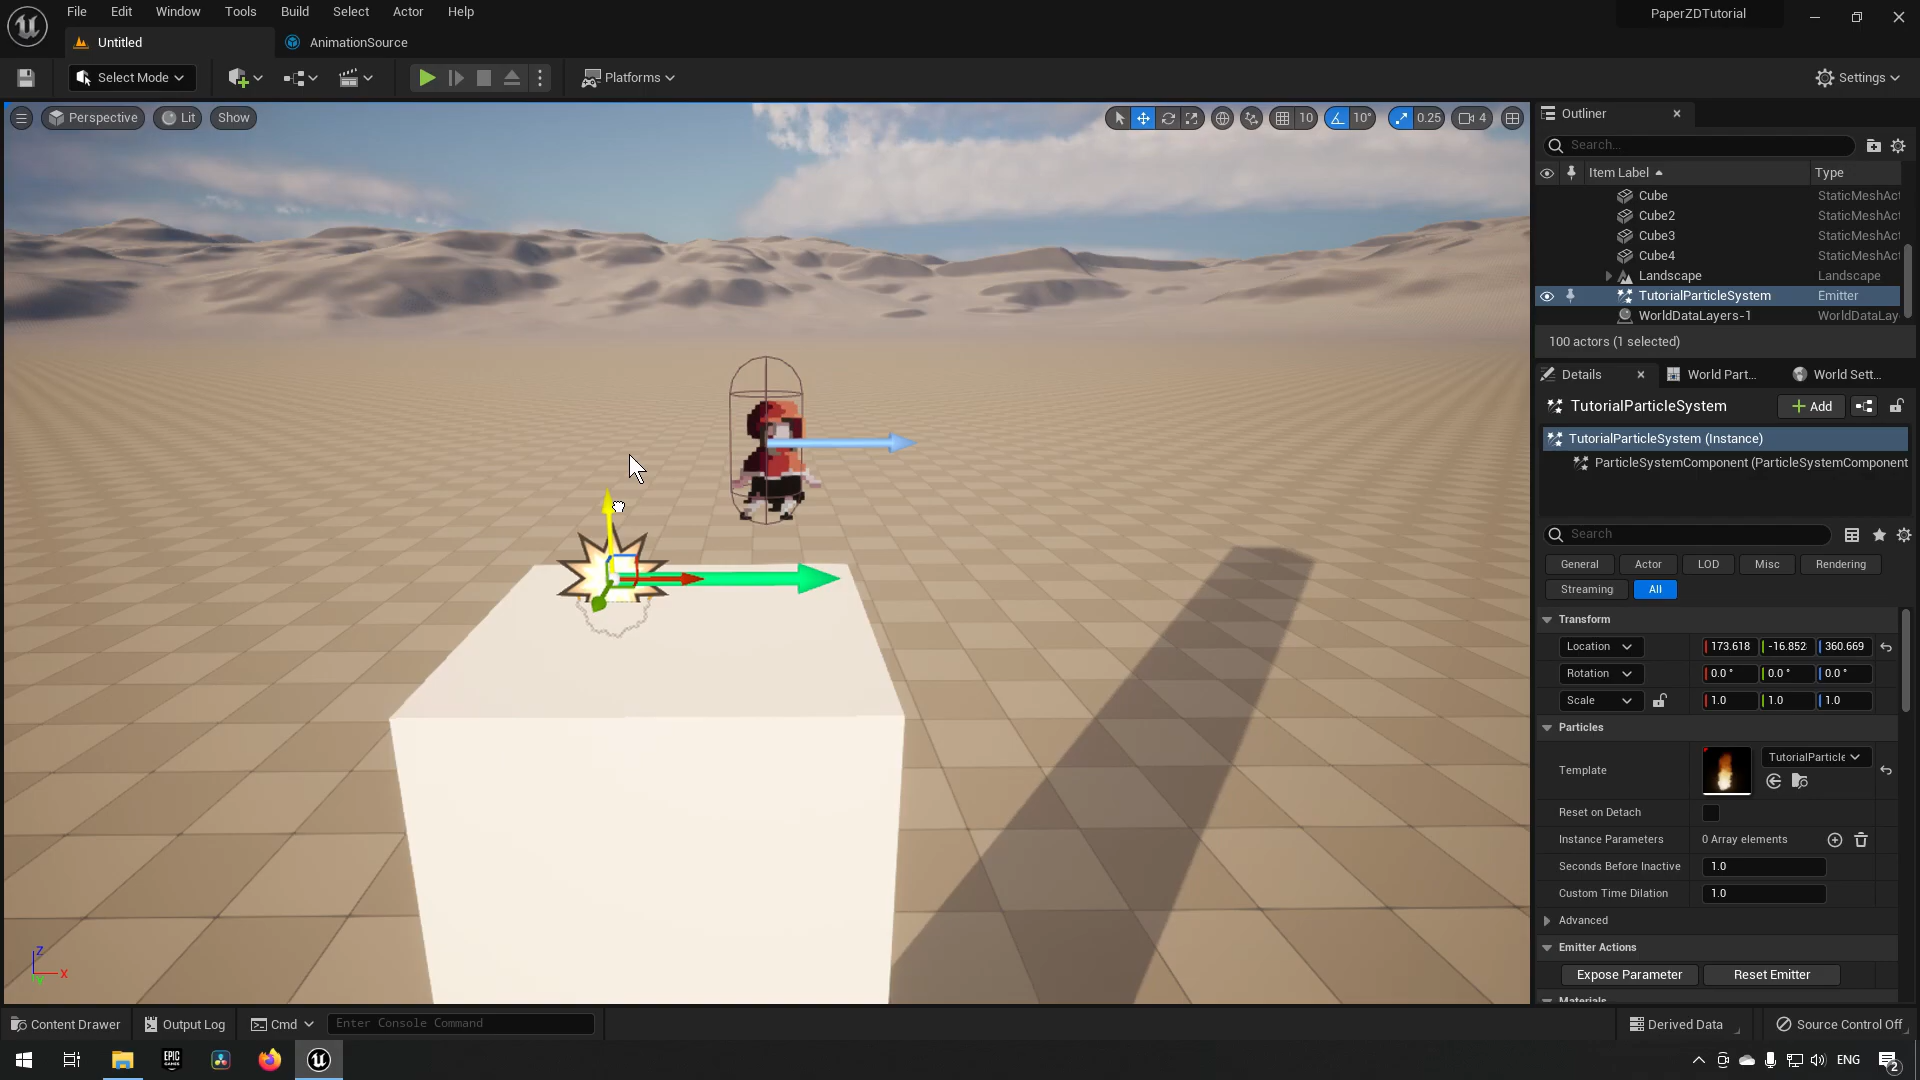 File Edit Window Tools Build Select Actor Help
PaperZDTutorial
Untitled
AnimationSource
Select Mode
Platforms
Settings
Perspective
Lit
Show
10
10°
0.25
4
Outliner
Search...
Item Label
Type
Cube
StaticMeshAct
Cube2
StaticMeshAct
Cube3
StaticMeshAct
Cube4
StaticMeshAct
Landscape
Landscape
TutorialParticleSystem
Emitter
WorldDataLayers-1
WorldDataLay
100 actors (1 selected)
Details
World Part...
World Sett...
TutorialParticleSystem
Add
TutorialParticleSystem (Instance)
ParticleSystemComponent (ParticleSystemComponent
Search
General
Actor
LOD
Misc
Rendering
Streaming
All
Transform
Location
173.618
-16.852
360.669
Rotation
0.0 °
0.0 °
0.0 °
Scale
1.0
1.0
1.0
Particles
Template
TutorialParticle
Reset on Detach
Instance Parameters
0 Array elements
Seconds Before Inactive
1.0
Custom Time Dilation
1.0
Advanced
Emitter Actions
Expose Parameter
Reset Emitter
Materials
Z
X
Content Drawer
Output Log
Cmd
Enter Console Command
Derived Data
Source Control Off
EPIC
GAMES
ENG
2